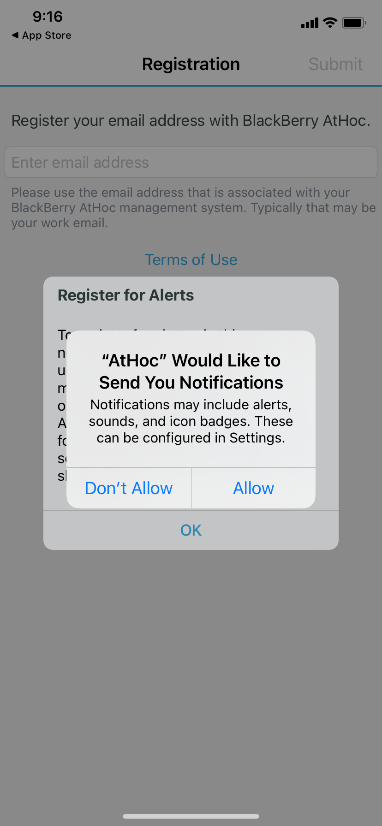 9:16
◀ App Store
Registration
Submit
Register your email address with BlackBerry AtHoc.
Enter email address
Please use the email address that is associated with your
BlackBerry AtHoc management system. Typically that may be
your work email.
Terms of Use
Register for Alerts
“AtHoc” Would Like to
Send You Notifications
Notifications may include alerts,
sounds, and icon badges. These
can be configured in Settings.
Don’t Allow
Allow
OK